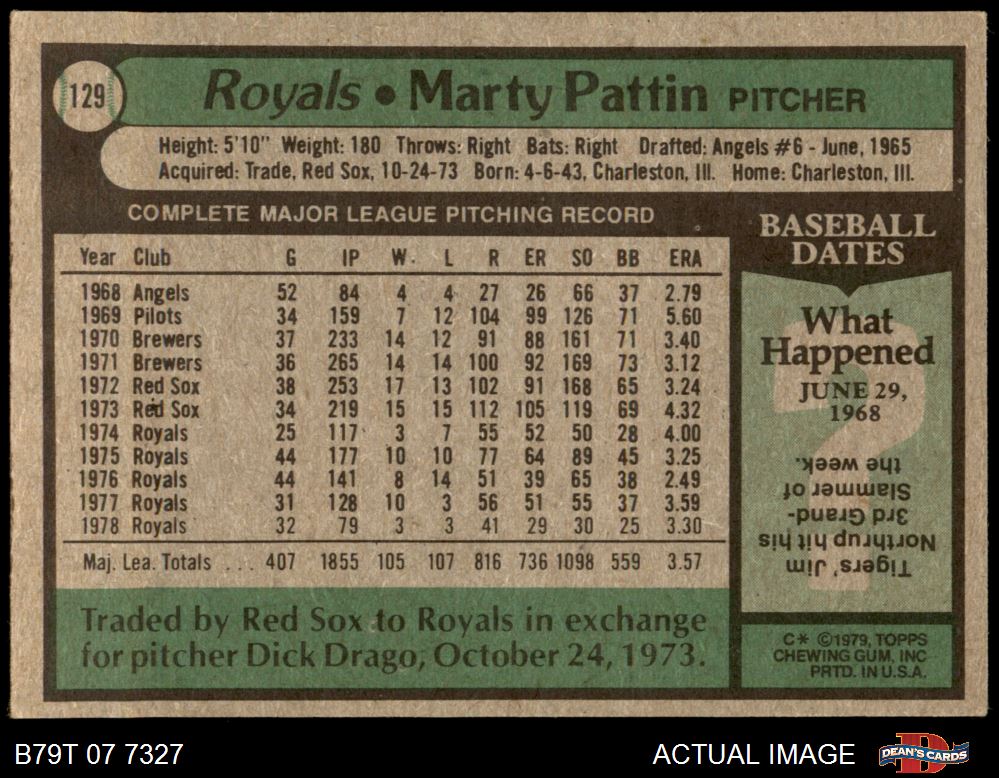 129
Royals • Marty Pattin PITCHER
Height: 5'10" Weight: 180 Throws: Right Bats: Right Drafted: Angels #6 - June, 1965
Acquired: Trade, Red Sox, 10-24-73 Born: 4-6-43, Charleston, Ill. Home: Charleston, Ill.
COMPLETE MAJOR LEAGUE PITCHING RECORD
Year Club G IP W L R ER SO BB ERA
1968 Angels 52 84 4 4 27 26 66 37 2.79
1969 Pilots 34 159 7 12 104 99 126 71 5.60
1970 Brewers 37 233 14 12 91 88 161 71 3.40
1971 Brewers 36 265 14 14 100 92 169 73 3.12
1972 Red Sox 38 253 17 13 102 91 168 65 3.24
1973 Red Sox 34 219 15 15 112 105 119 69 4.32
1974 Royals 25 117 3 7 55 52 50 28 4.00
1975 Royals 44 177 10 10 77 64 89 45 3.25
1976 Royals 44 141 8 14 51 39 65 38 2.49
1977 Royals 31 128 10 3 56 51 55 37 3.59
1978 Royals 32 79 3 3 41 29 30 25 3.30
Maj. Lea. Totals . . . 407 1855 105 107 816 736 1098 559 3.57
Traded by Red Sox to Royals in exchange
for pitcher Dick Drago, October 24, 1973.
BASEBALL
DATES
What
Happened
JUNE 29,
1968
Tigers' Jim
Northrup hit his
3rd Grand-
Slammer of
the week.
C* ©1979, TOPPS
CHEWING GUM, INC
PRTD. IN U.S.A.
B79T 07 7327
ACTUAL IMAGE
DEAN'S CARDS